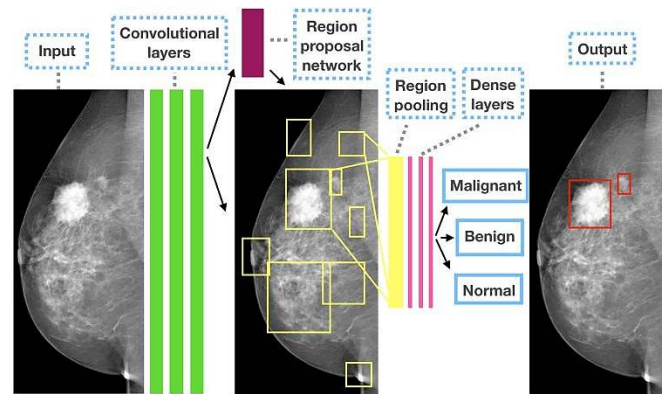 Input
Convolutional
layers
Region
proposal
network
Region
pooling
Dense
layers
Output
Malignant
Benign
Normal